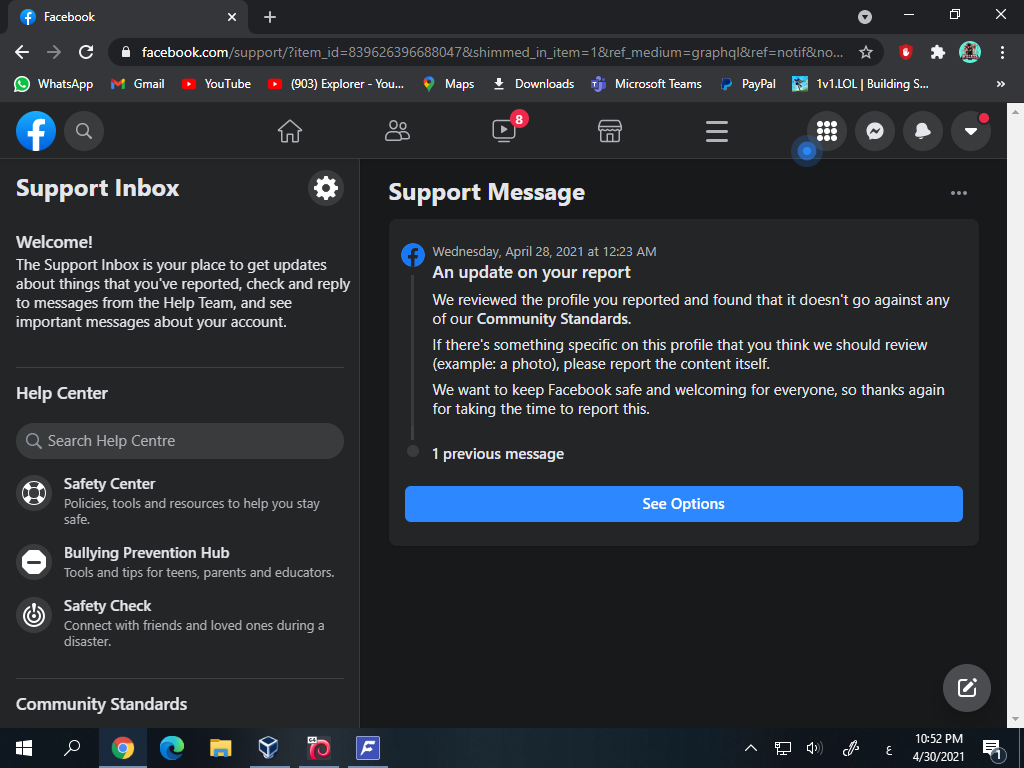 Facebook
facebook.com/support/?item_id=839626396688047&shimmed_in_item=1&ref_medium=graphql&ref=notif&no...
WhatsApp
Gmail
YouTube
(903) Explorer - You...
Maps
Downloads
Microsoft Teams
PayPal
1v1.LOL | Building S...
»
8
Support Inbox
Welcome!
The Support Inbox is your place to get updates
about things that you've reported, check and reply
to messages from the Help Team, and see
important messages about your account.
Help Center
Search Help Centre
Safety Center
Policies, tools and resources to help you stay
safe.
Bullying Prevention Hub
Tools and tips for teens, parents and educators.
Safety Check
Connect with friends and loved ones during a
disaster.
Community Standards
Support Message
Wednesday, April 28, 2021 at 12:23 AM
An update on your report
We reviewed the profile you reported and found that it doesn't go against any
of our Community Standards.
If there's something specific on this profile that you think we should review
(example: a photo), please report the content itself.
We want to keep Facebook safe and welcoming for everyone, so thanks again
for taking the time to report this.
1 previous message
See Options
64
F
ع
10:52 PM
4/30/2021
1